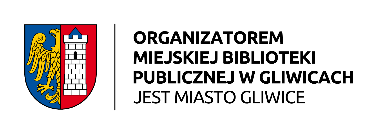 ORGANIZATOREM
MIEJSKIEJ BIBLIOTEKI
PUBLICZNEJ W GLIWICACH
JEST MIASTO GLIWICE